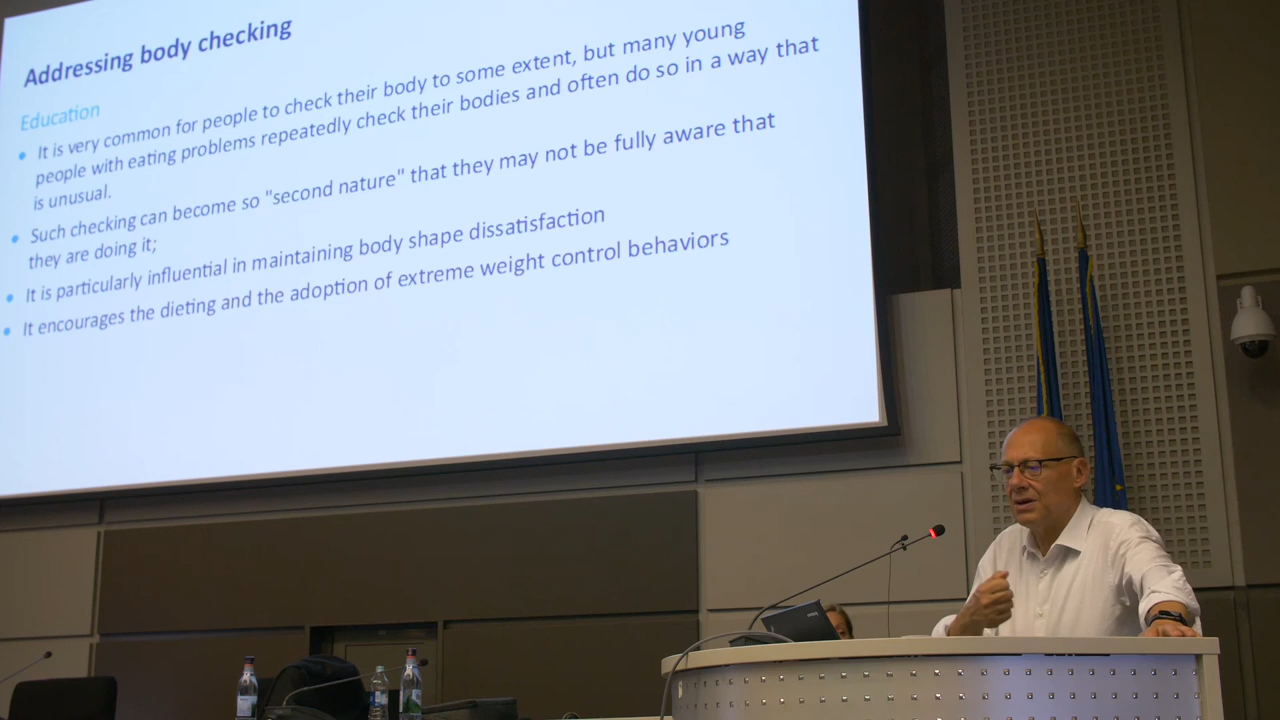 Addressing body checking
Education
• It is very common for people to check their body to some extent, but many young
people with eating problems repeatedly check their bodies and often do so in a way that
is unusual.
• Such checking can become so "second nature" that they may not be fully aware that
they are doing it;
• It is particularly influential in maintaining body shape dissatisfaction
• It encourages the dieting and the adoption of extreme weight control behaviors